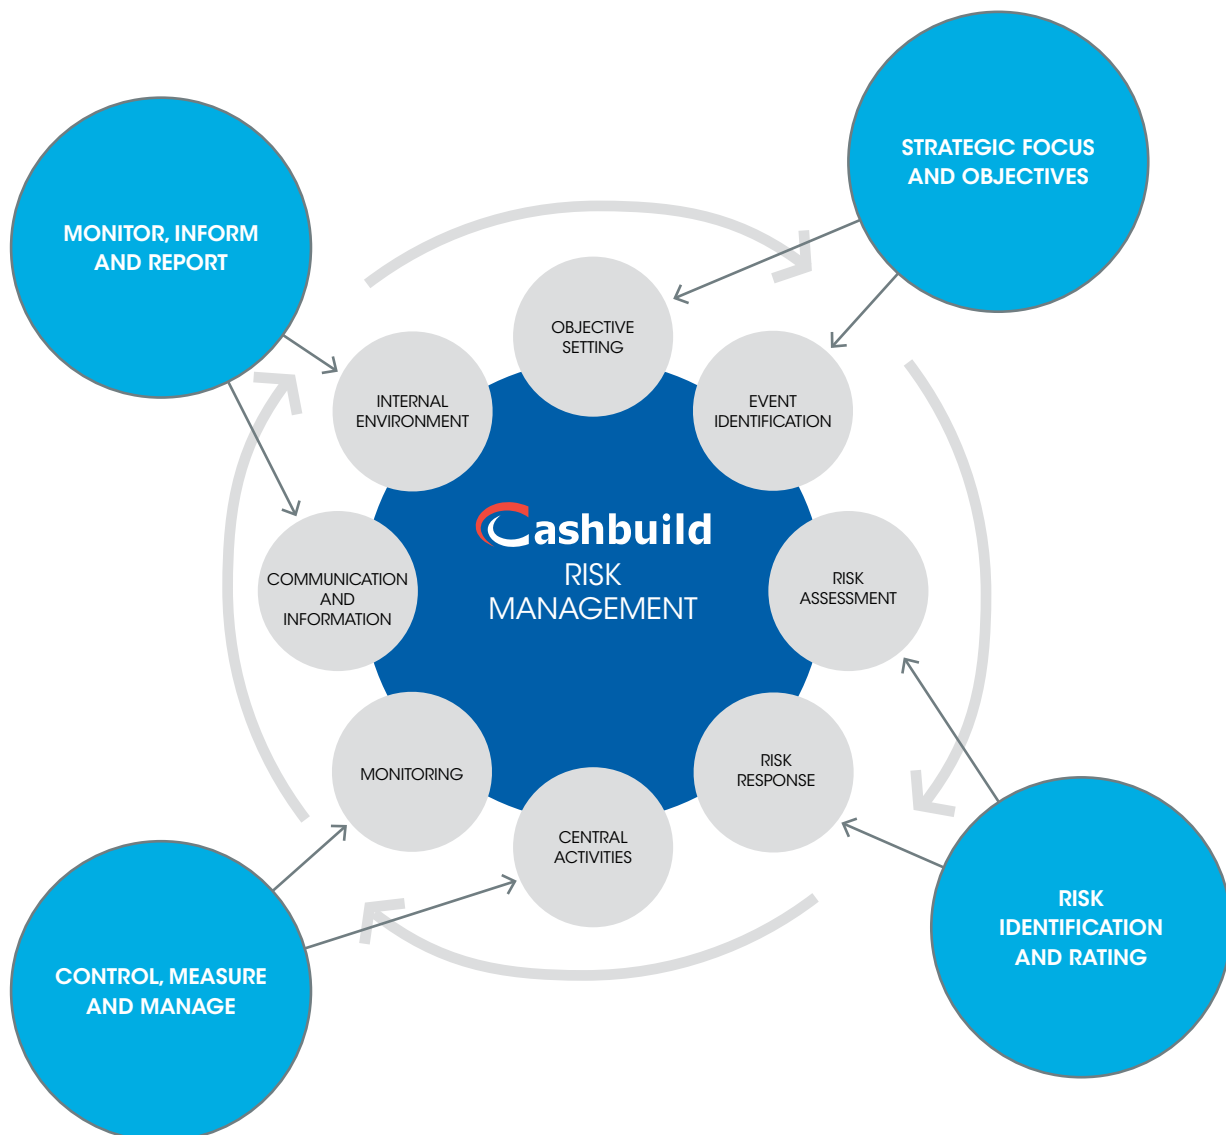 STRATEGIC FOCUS
AND OBJECTIVES
MONITOR, INFORM
AND REPORT
OBJECTIVE
SETTING
INTERNAL
ENVIRONMENT
EVENT
IDENTIFICATION
Cashbuild
RISK
MANAGEMENT
COMMUNICATION
AND
INFORMATION
RISK
ASSESSMENT
MONITORING
RISK
RESPONSE
CENTRAL
ACTIVITIES
RISK
IDENTIFICATION
AND RATING
CONTROL, MEASURE
AND MANAGE